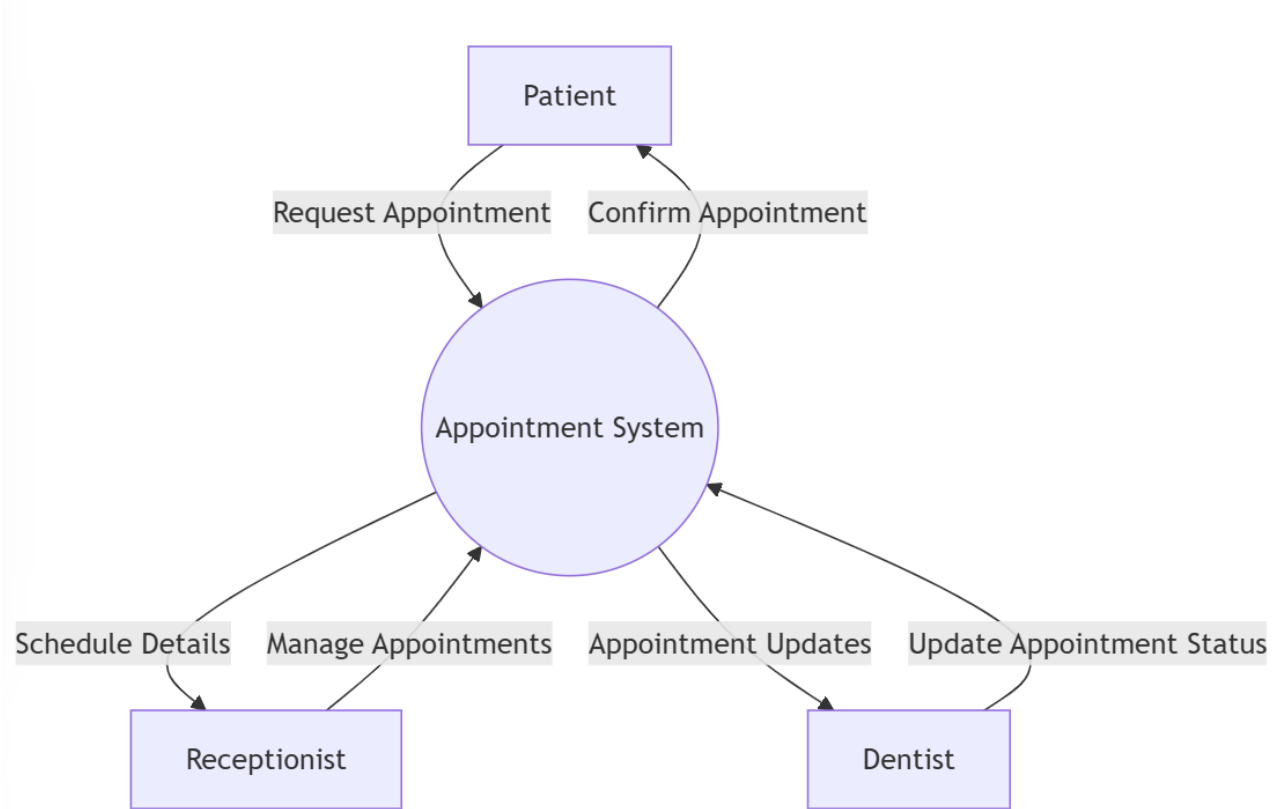 Patient
Request Appointment
Confirm Appointment
Appointment System
Schedule Details
Manage Appointments
Appointment Updates
Update Appointment Status
Receptionist
Dentist